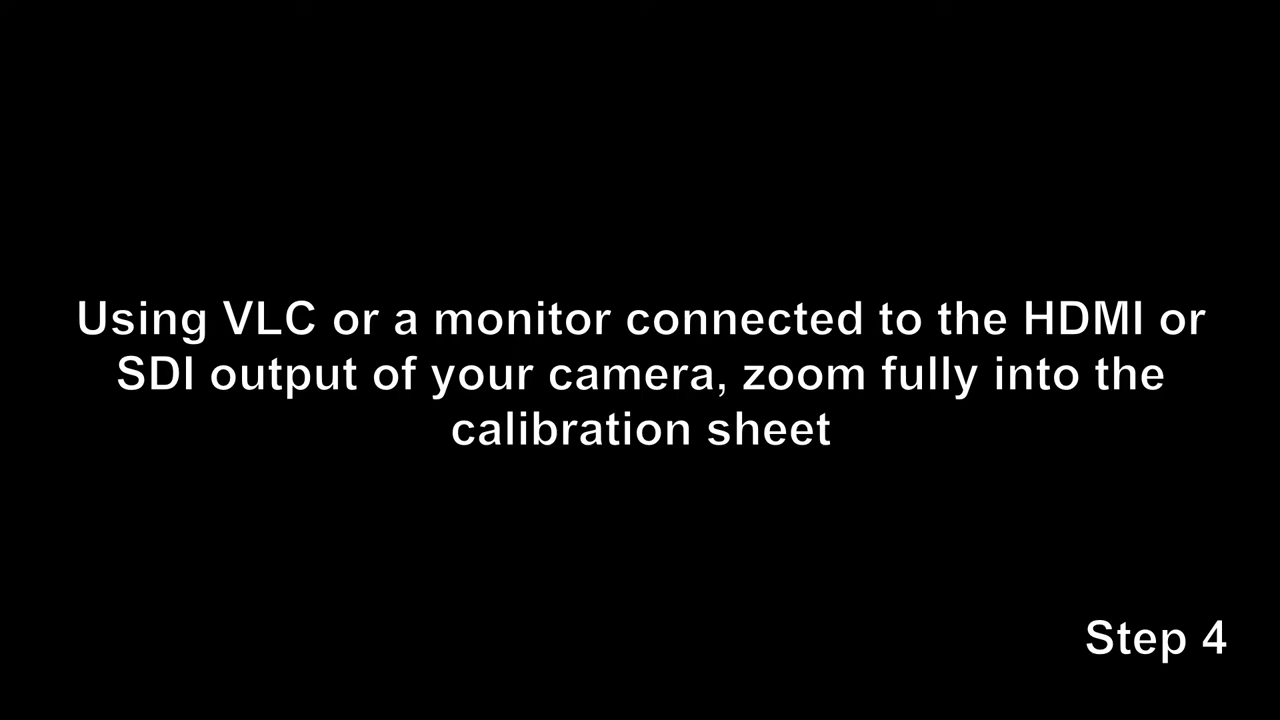 Using VLC or a monitor connected to the HDMI or
SDI output of your camera, zoom fully into the
calibration sheet
Step 4